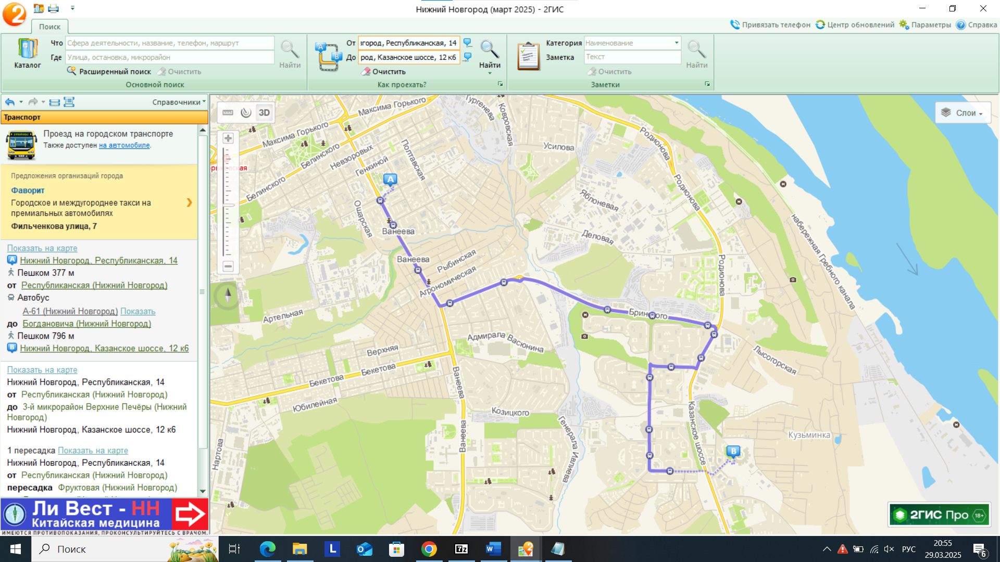 Нижний Новгород (март 2025) - 2ГИС
Поиск
Привязать телефон
Центр обновлений
Параметры
Справка
Каталог
Что
Сфера деятельности, название, телефон, маршрут
Где
Улица, остановка, микрорайон
Найти
Расширенный поиск
Очистить
Основной поиск
От
город, Республиканская, 14
До
род, Казанское шоссе, 12 к6
Найти
Очистить
Как проехать?
Категория
Наименование
Заметка
Текст
Найти
Очистить
Заметки
Справочники
Транспорт
Проезд на городском транспорте
Также доступен на автомобиле.
Предложения организаций города
Фаворит
Городское и междугороднее такси на
премиальных автомобилях
Фильченкова улица, 7
Показать на карте
A Нижний Новгород, Республиканская, 14
Пешком 377 м
от Республиканская (Нижний Новгород)
Автобус
А-61 (Нижний Новгород) Показать
до Богдановича (Нижний Новгород)
Пешком 796 м
B Нижний Новгород, Казанское шоссе, 12 к6
Показать на карте
Нижний Новгород, Республиканская, 14
от Республиканская (Нижний Новгород)
до 3-й микрорайон Верхние Печёры (Нижний
Новгород)
Нижний Новгород, Казанское шоссе, 12 к6
1 пересадка Показать на карте
Нижний Новгород, Республиканская, 14
от Республиканская (Нижний Новгород)
пересадка Фруктовая (Нижний Новгород)
Ли Вест - НН
Китайская медицина
ИМЕЮТСЯ ПРОТИВОПОКАЗАНИЯ, ПРОКОНСУЛЬТИРУЙТЕСЬ С ВРАЧОМ.
3D
Слои
Максима Горького
Максима Горького
Тургенева
Ковровская
Белинского
Невзоровых
Генкиной
Полтавская
Белинского
Ошарская
Усилова
Родионова
Родионова
Яблоневая
Деловая
Родионова
набережная Гребного канала
A
Ванеева
Ванеева
Рыбинская
Агрономическая
Артельная
Адмирала Васюнина
Верхняя
Бекетова
Бекетова
Юбилейная
Ванеева
Ванеева
Козицкого
Генерала Ивлиева
Казанское шоссе
Лысогорская
Кузьминка
Нартова
B
2ГИС Про 18+
Поиск
РУС
20:55
29.03.2025
6